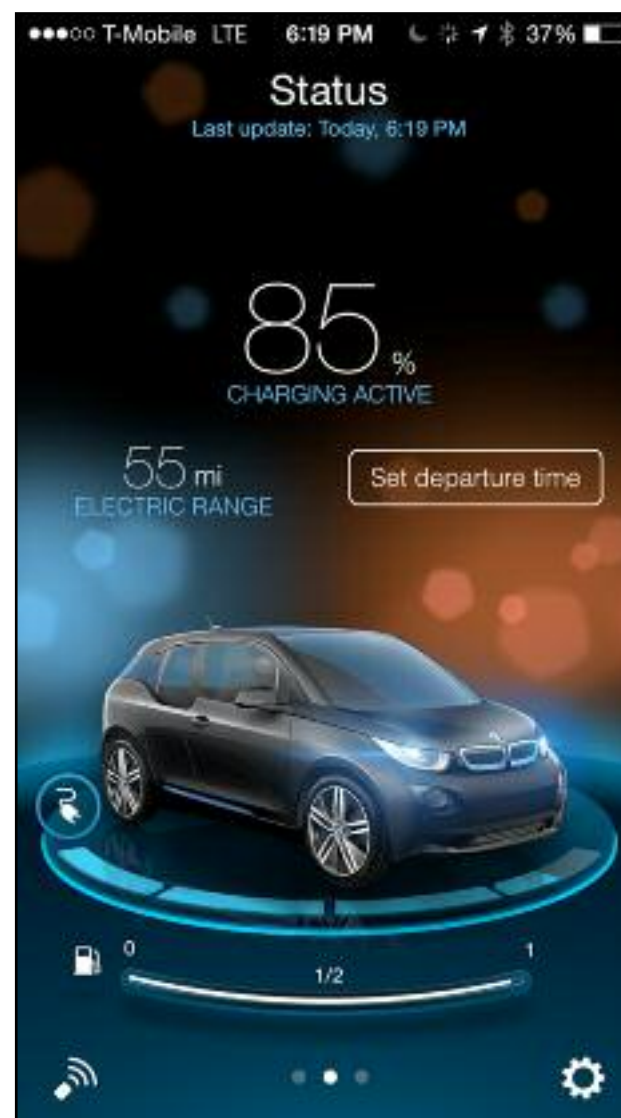 T-Mobile LTE 6:19 PM 37%
Status
Last update: Today, 6:19 PM
85%
CHARGING ACTIVE
55 mi
ELECTRIC RANGE
Set departure time
0 1/2 1